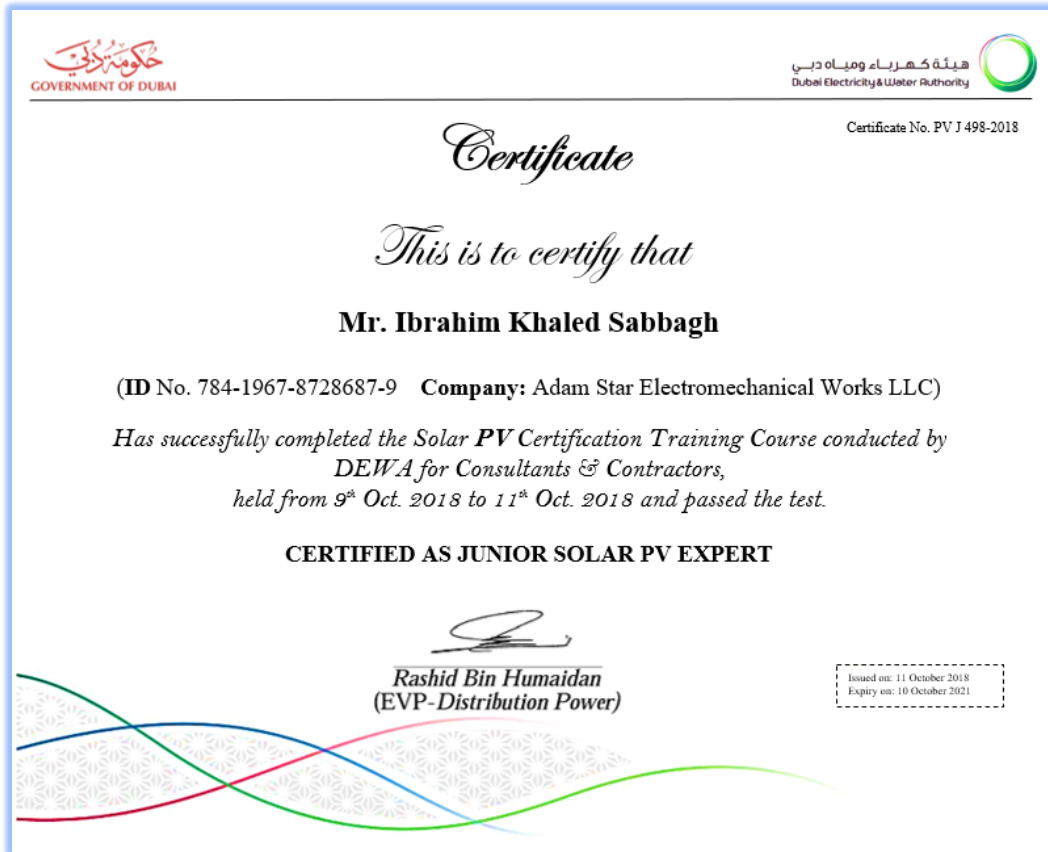 حكومة دبي
GOVERNMENT OF DUBAI
هيئة كهرباء ومياه دبي
Dubai Electricity & Water Authority
Certificate No. PV J 498-2018
Certificate
This is to certify that
Mr. Ibrahim Khaled Sabbagh
(ID No. 784-1967-8728687-9 Company: Adam Star Electromechanical Works LLC)
Has successfully completed the Solar PV Certification Training Course conducted by
DEWA for Consultants & Contractors,
held from 9th Oct. 2018 to 11th Oct. 2018 and passed the test.
CERTIFIED AS JUNIOR SOLAR PV EXPERT
Rashid Bin Humaidan
(EVP-Distribution Power)
Issued on: 11 October 2018
Expiry on: 10 October 2021